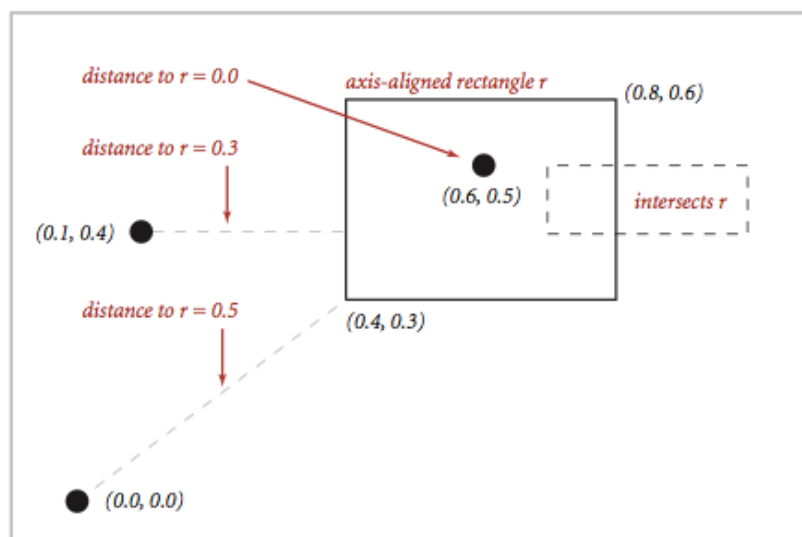 distance to r = 0.0
axis-aligned rectangle r
(0.8, 0.6)
distance to r = 0.3
(0.6, 0.5)
intersects r
(0.1, 0.4)
distance to r = 0.5
(0.4, 0.3)
(0.0, 0.0)